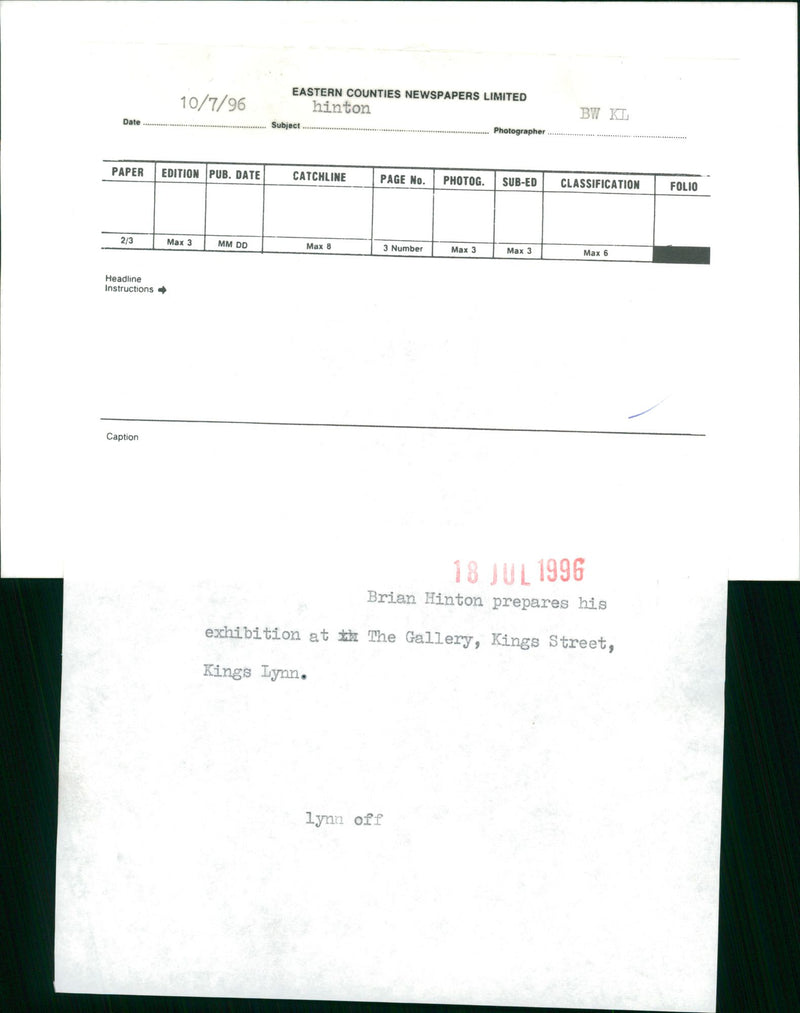 EASTERN COUNTIES NEWSPAPERS LIMITED
Date 10/7/96 Subject hinton Photographer BW KL
PAPER EDITION PUB. DATE CATCHLINE PAGE No. PHOTOG. SUB-ED CLASSIFICATION FOLIO
2/3 Max 3 MM DD Max 8 3 Number Max 3 Max 3 Max 6
Headline
Instructions
Caption
18 JUL 1996
Brian Hinton prepares his
exhibition at The Gallery, Kings Street,
Kings Lynn.
lynn off